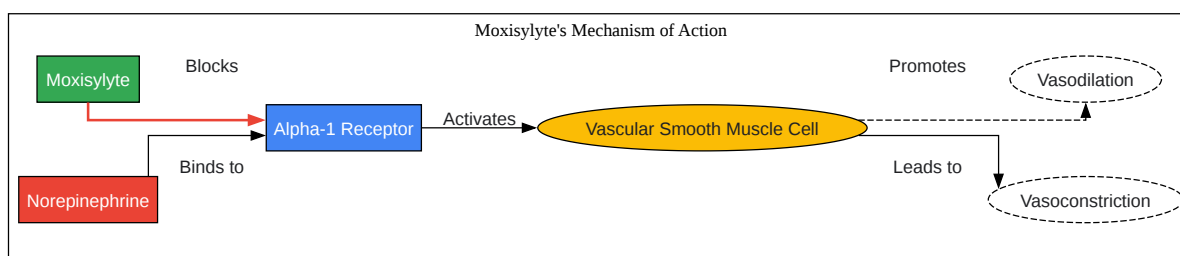 Moxisylyte's Mechanism of Action
Moxisylyte
Blocks
Promotes
Vasodilation
Alpha-1 Receptor
Activates
Vascular Smooth Muscle Cell
Norepinephrine
Binds to
Leads to
Vasoconstriction